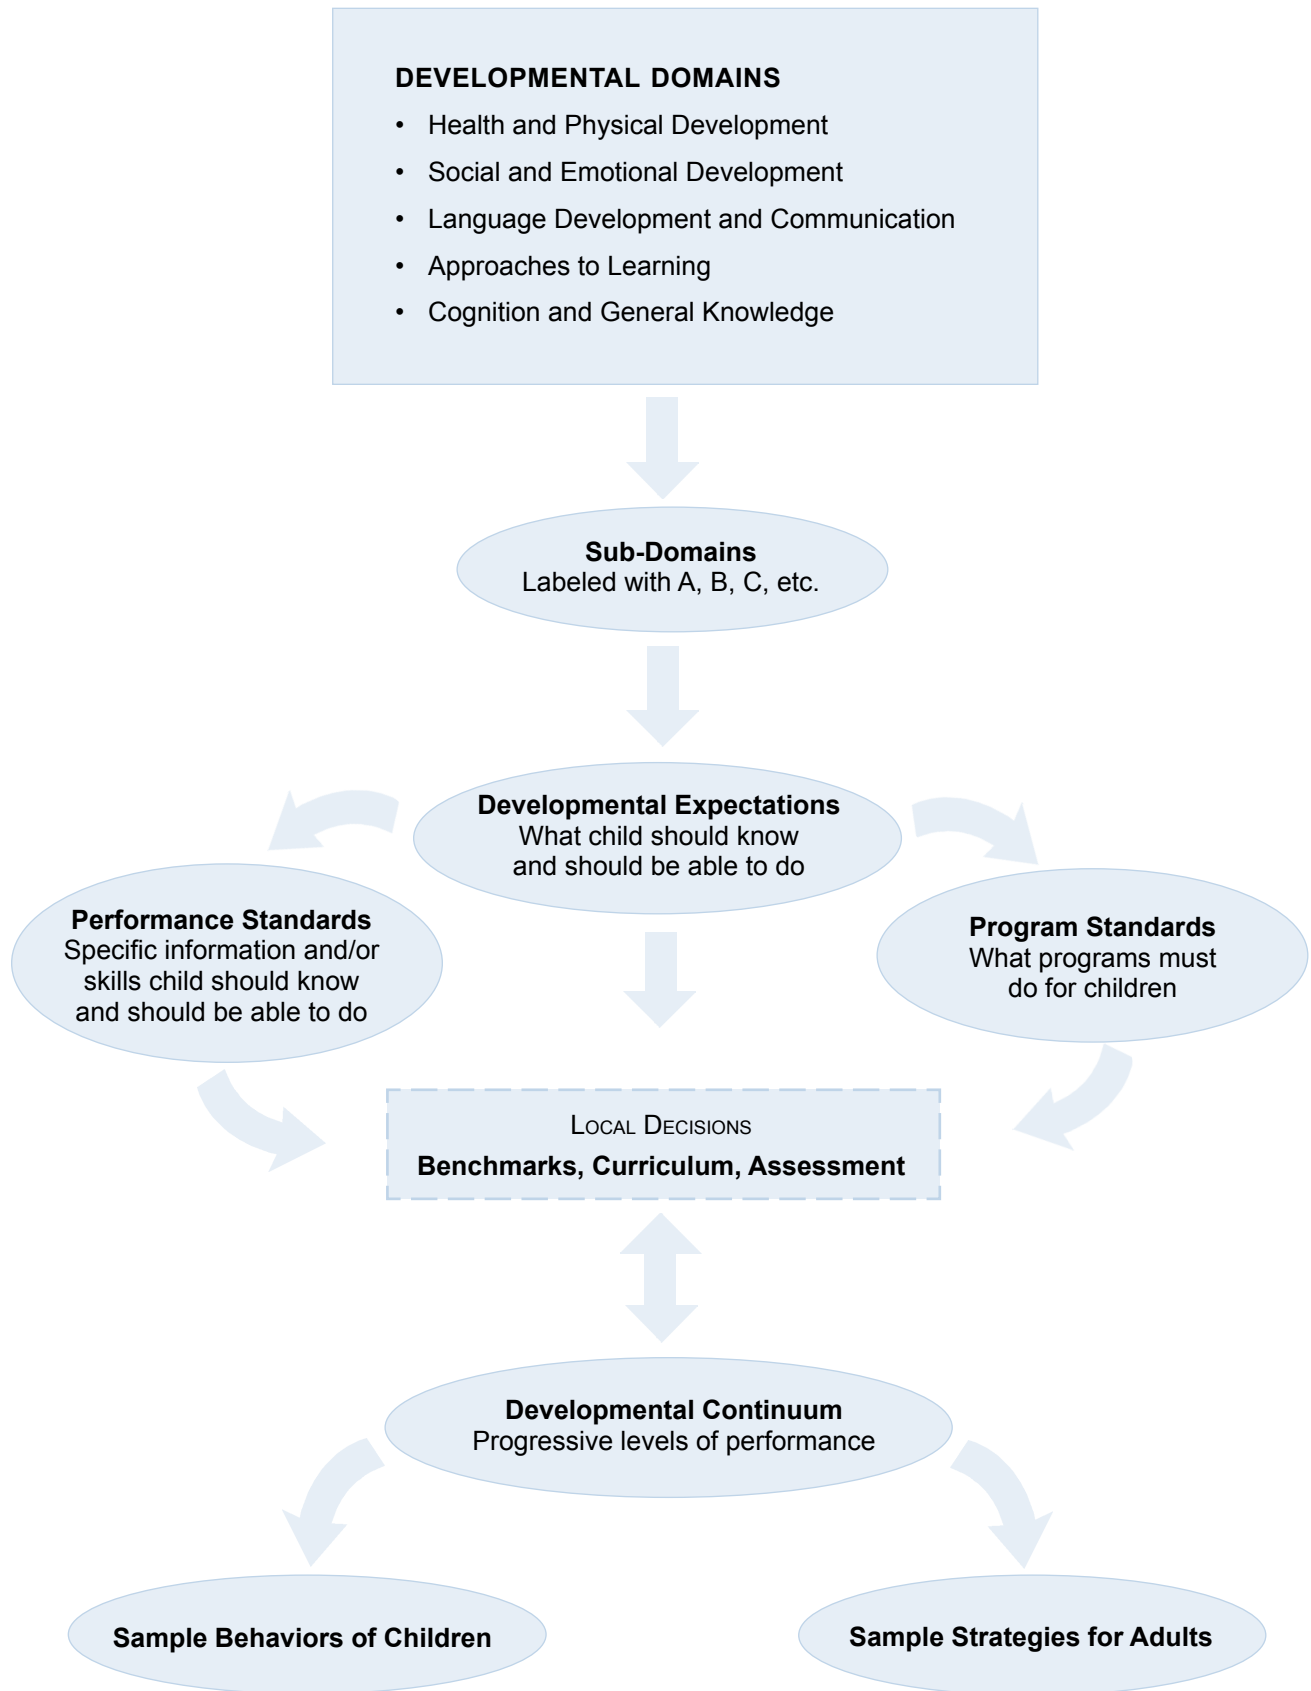 DEVELOPMENTAL DOMAINS
• Health and Physical Development
• Social and Emotional Development
• Language Development and Communication
• Approaches to Learning
• Cognition and General Knowledge
Sub-Domains
Labeled with A, B, C, etc.
Developmental Expectations
What child should know
and should be able to do
Performance Standards
Specific information and/or
skills child should know
and should be able to do
Program Standards
What programs must
do for children
LOCAL DECISIONS
Benchmarks, Curriculum, Assessment
Developmental Continuum
Progressive levels of performance
Sample Behaviors of Children
Sample Strategies for Adults